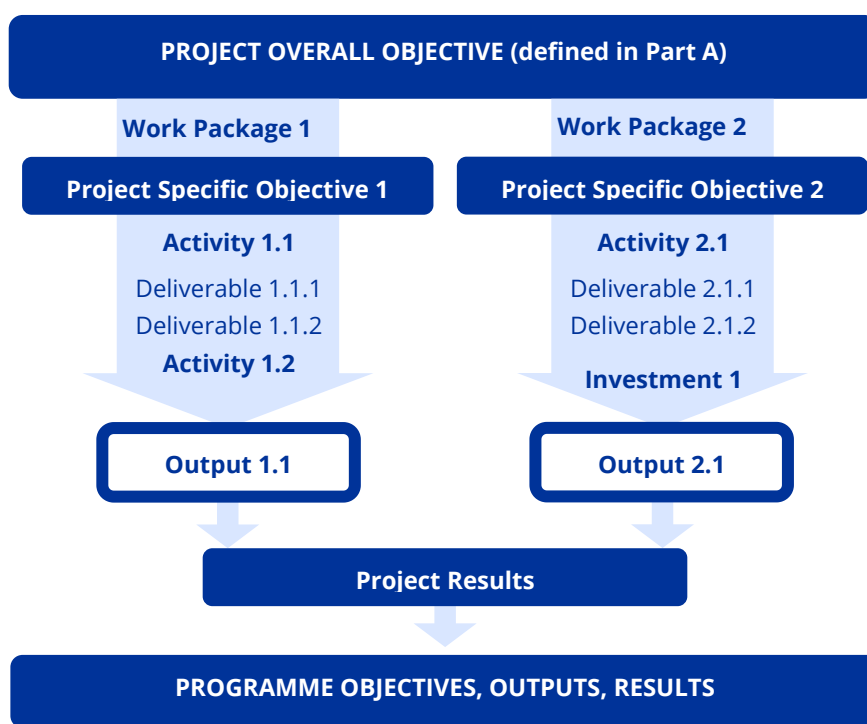 PROJECT OVERALL OBJECTIVE (defined in Part A)
Work Package 1
Project Specific Objective 1
Activity 1.1
Deliverable 1.1.1
Deliverable 1.1.2
Activity 1.2
Output 1.1
Work Package 2
Project Specific Objective 2
Activity 2.1
Deliverable 2.1.1
Deliverable 2.1.2
Investment 1
Output 2.1
Project Results
PROGRAMME OBJECTIVES, OUTPUTS, RESULTS